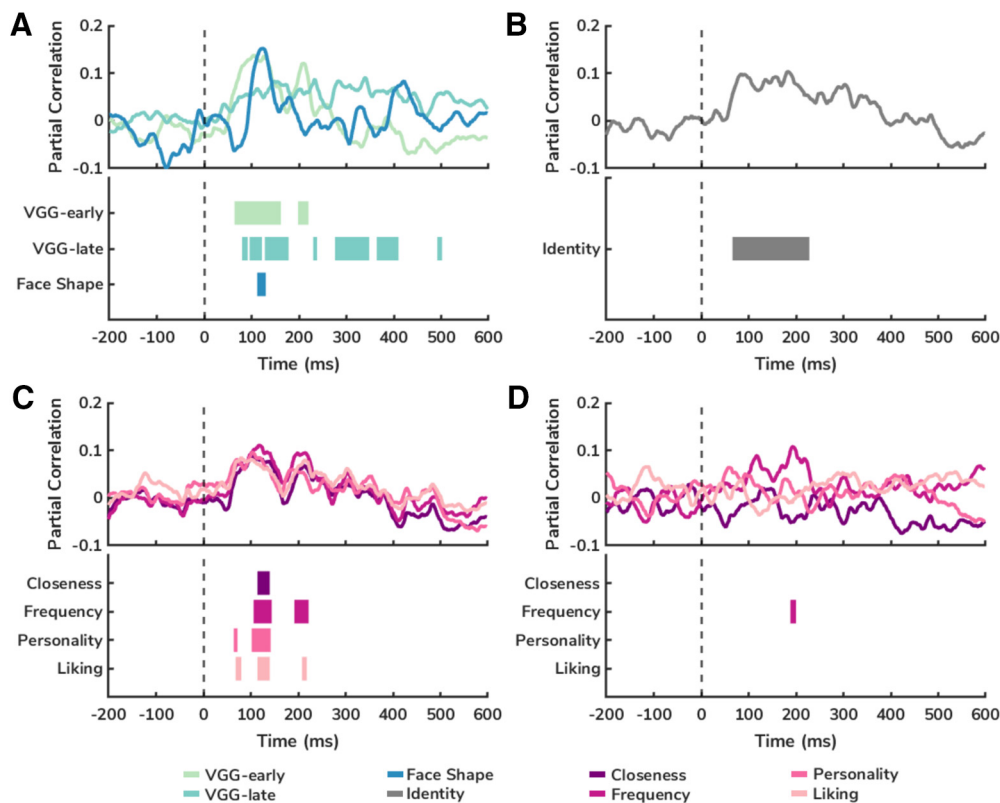 A
Partial Correlation
0.2
0.1
0
-0.1
VGG-early
VGG-late
Face Shape
-200 -100 0 100 200 300 400 500 600
Time (ms)
B
Partial Correlation
0.2
0.1
0
-0.1
Identity
-200 -100 0 100 200 300 400 500 600
Time (ms)
C
Partial Correlation
0.2
0.1
0
-0.1
Closeness
Frequency
Personality
Liking
-200 -100 0 100 200 300 400 500 600
Time (ms)
D
Partial Correlation
0.2
0.1
0
-0.1
Closeness
Frequency
Personality
Liking
-200 -100 0 100 200 300 400 500 600
Time (ms)
VGG-early Face Shape Closeness Personality
VGG-late Identity Frequency Liking